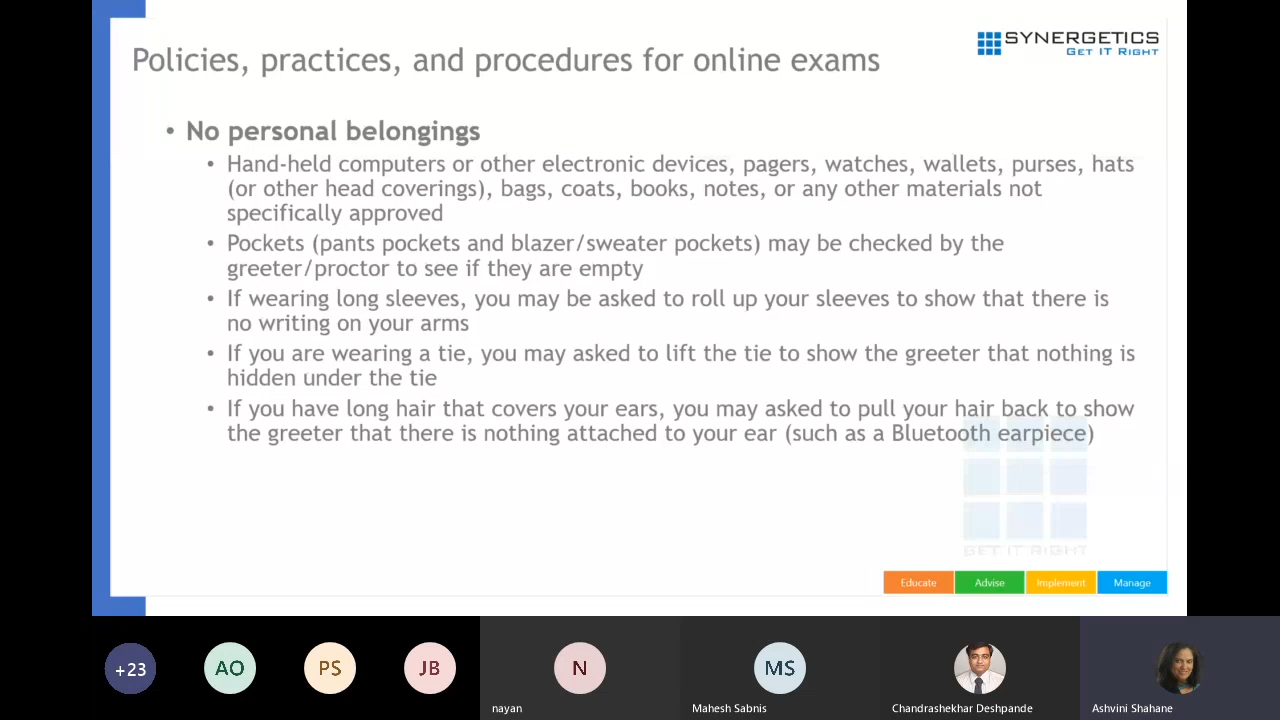 SYNERGETICS
GET IT RIGHT
Policies, practices, and procedures for online exams
• No personal belongings
• Hand-held computers or other electronic devices, pagers, watches, wallets, purses, hats
(or other head coverings), bags, coats, books, notes, or any other materials not
specifically approved
• Pockets (pants pockets and blazer/sweater pockets) may be checked by the
greeter/proctor to see if they are empty
• If wearing long sleeves, you may be asked to roll up your sleeves to show that there is
no writing on your arms
• If you are wearing a tie, you may asked to lift the tie to show the greeter that nothing is
hidden under the tie
• If you have long hair that covers your ears, you may asked to pull your hair back to show
the greeter that there is nothing attached to your ear (such as a Bluetooth earpiece)
GET IT RIGHT
Educate Advise Implement Manage
+23 AO PS JB N MS
nayan Mahesh Sabnis Chandrashekhar Deshpande Ashvini Shahane